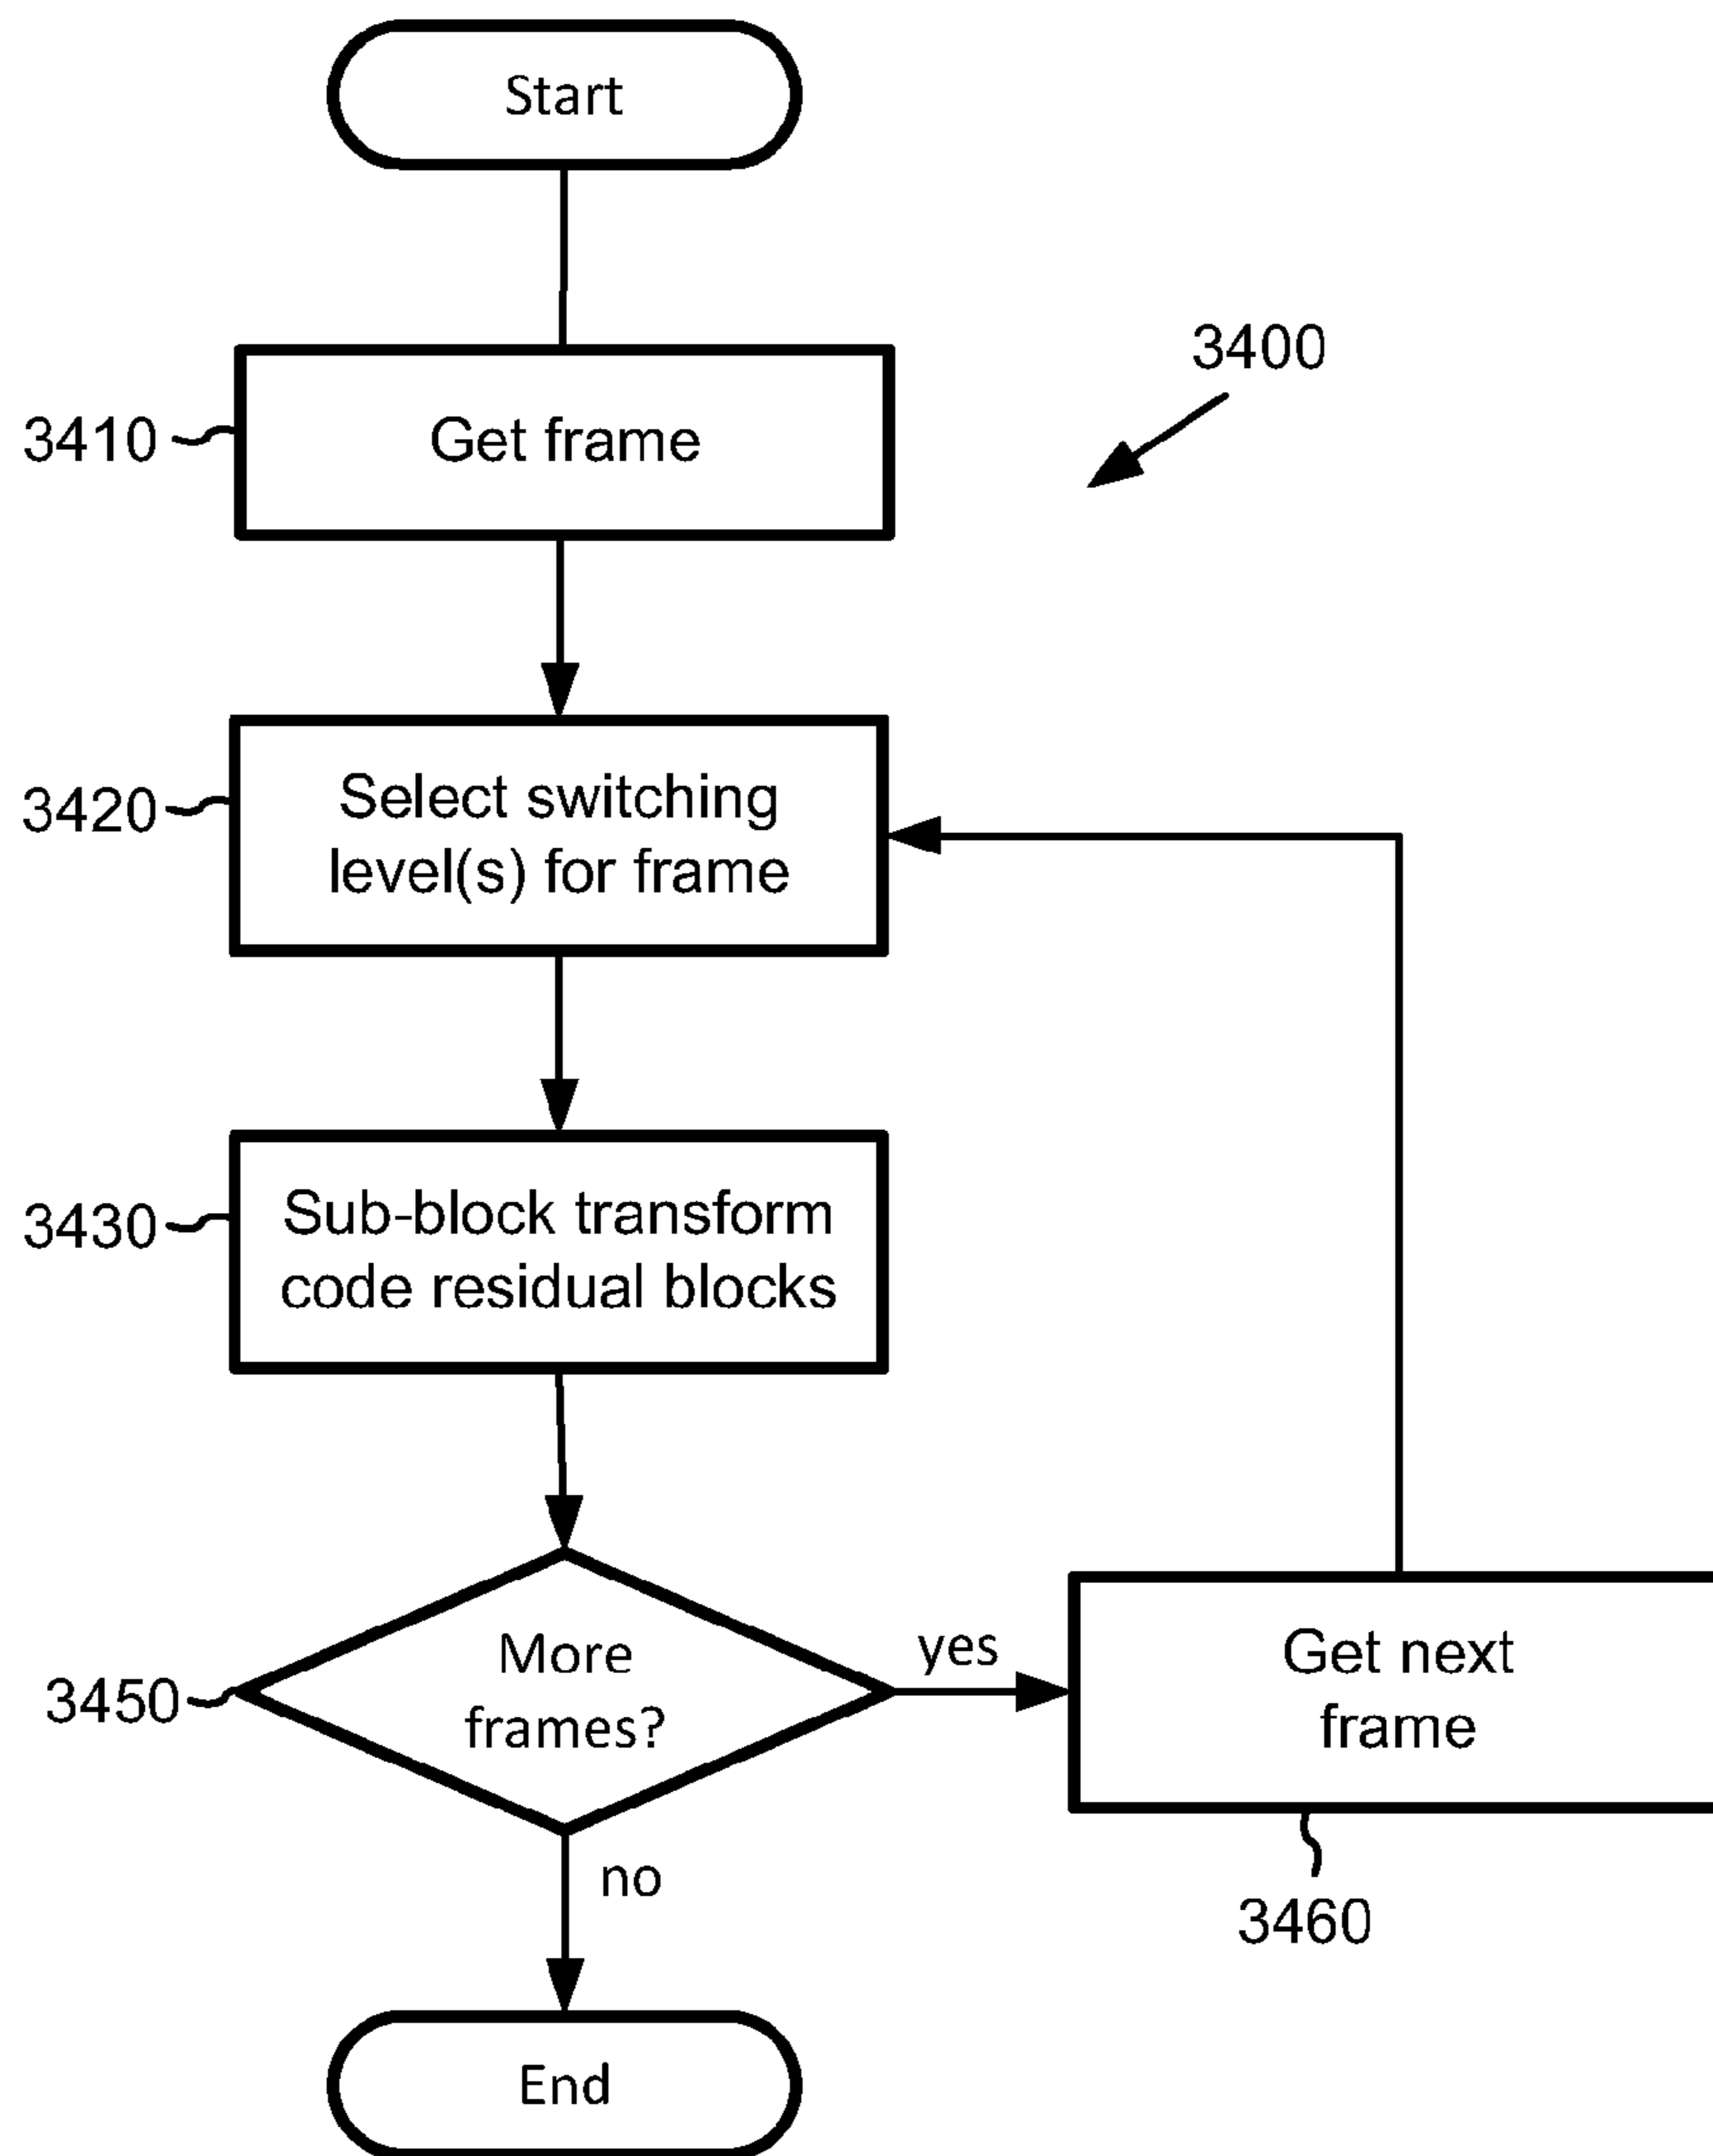 Start
3400
3410
Get frame
3420
Select switching
level(s) for frame
3430
Sub-block transform
code residual blocks
3450
More
frames?
yes
Get next
frame
3460
no
End